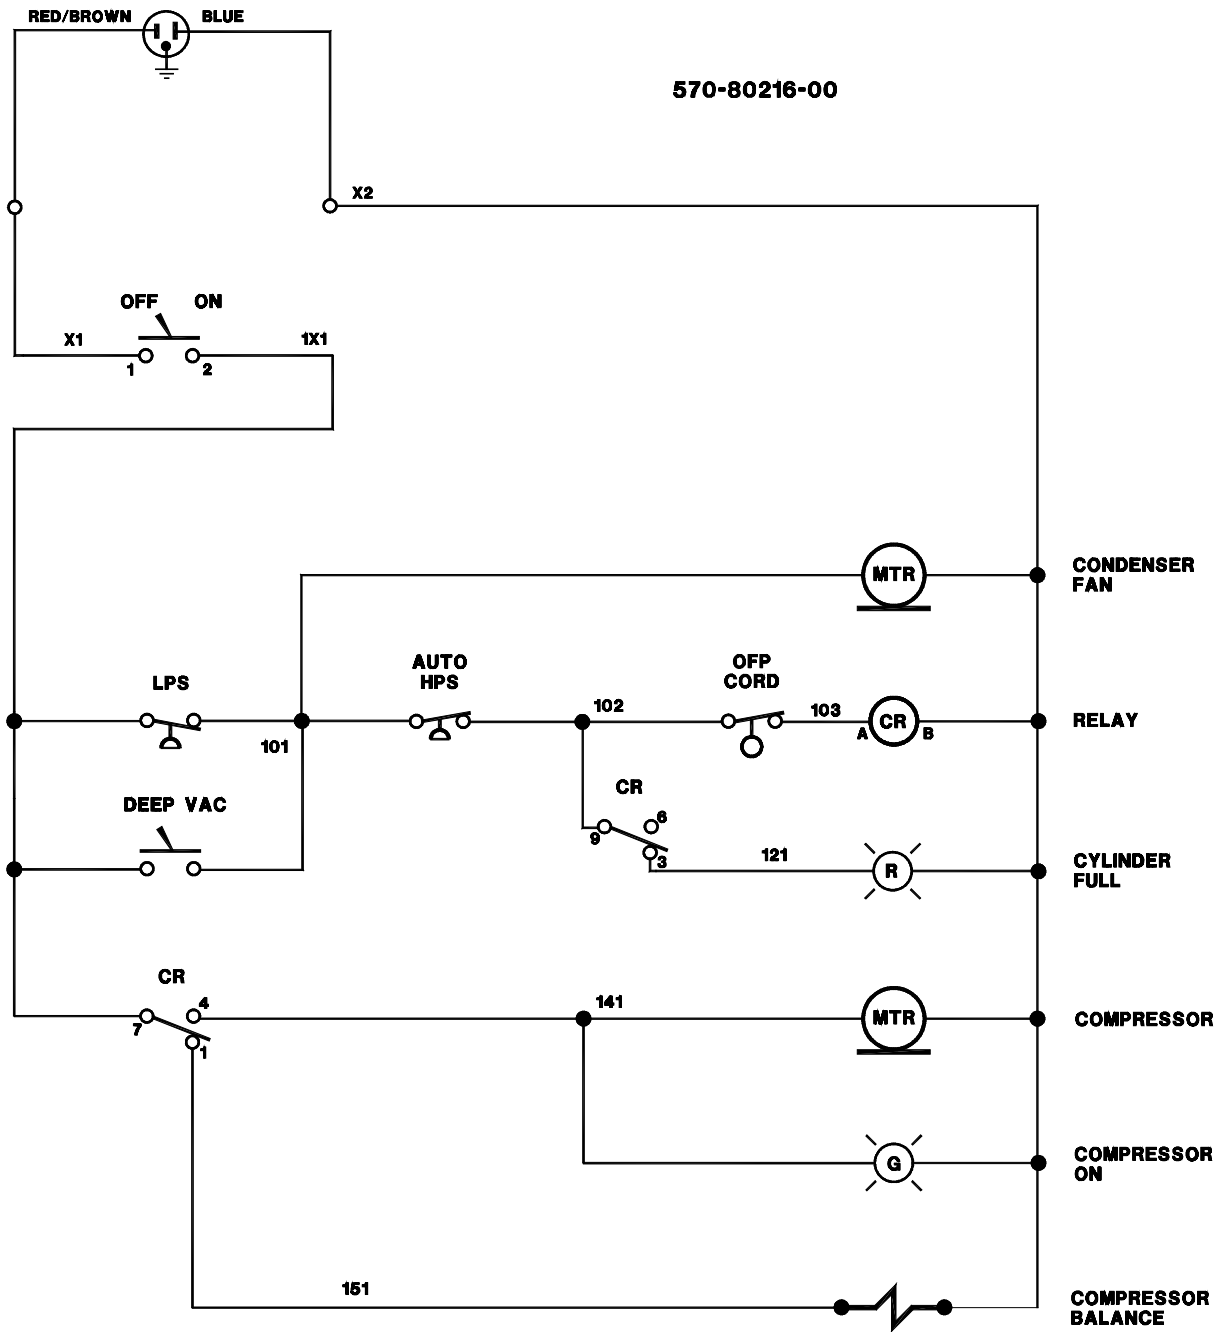 RED/BROWN BLUE
570-80216-00
X2
OFF ON
X1 1X1
1 2
CONDENSER
FAN
MTR
LPS
AUTO
HPS
OFP
CORD
101
102
103
A CR B
RELAY
DEEP VAC
CR
9 6
3
121
R
CYLINDER
FULL
CR
7 4
1
141
MTR
COMPRESSOR
G
COMPRESSOR
ON
151
COMPRESSOR
BALANCE